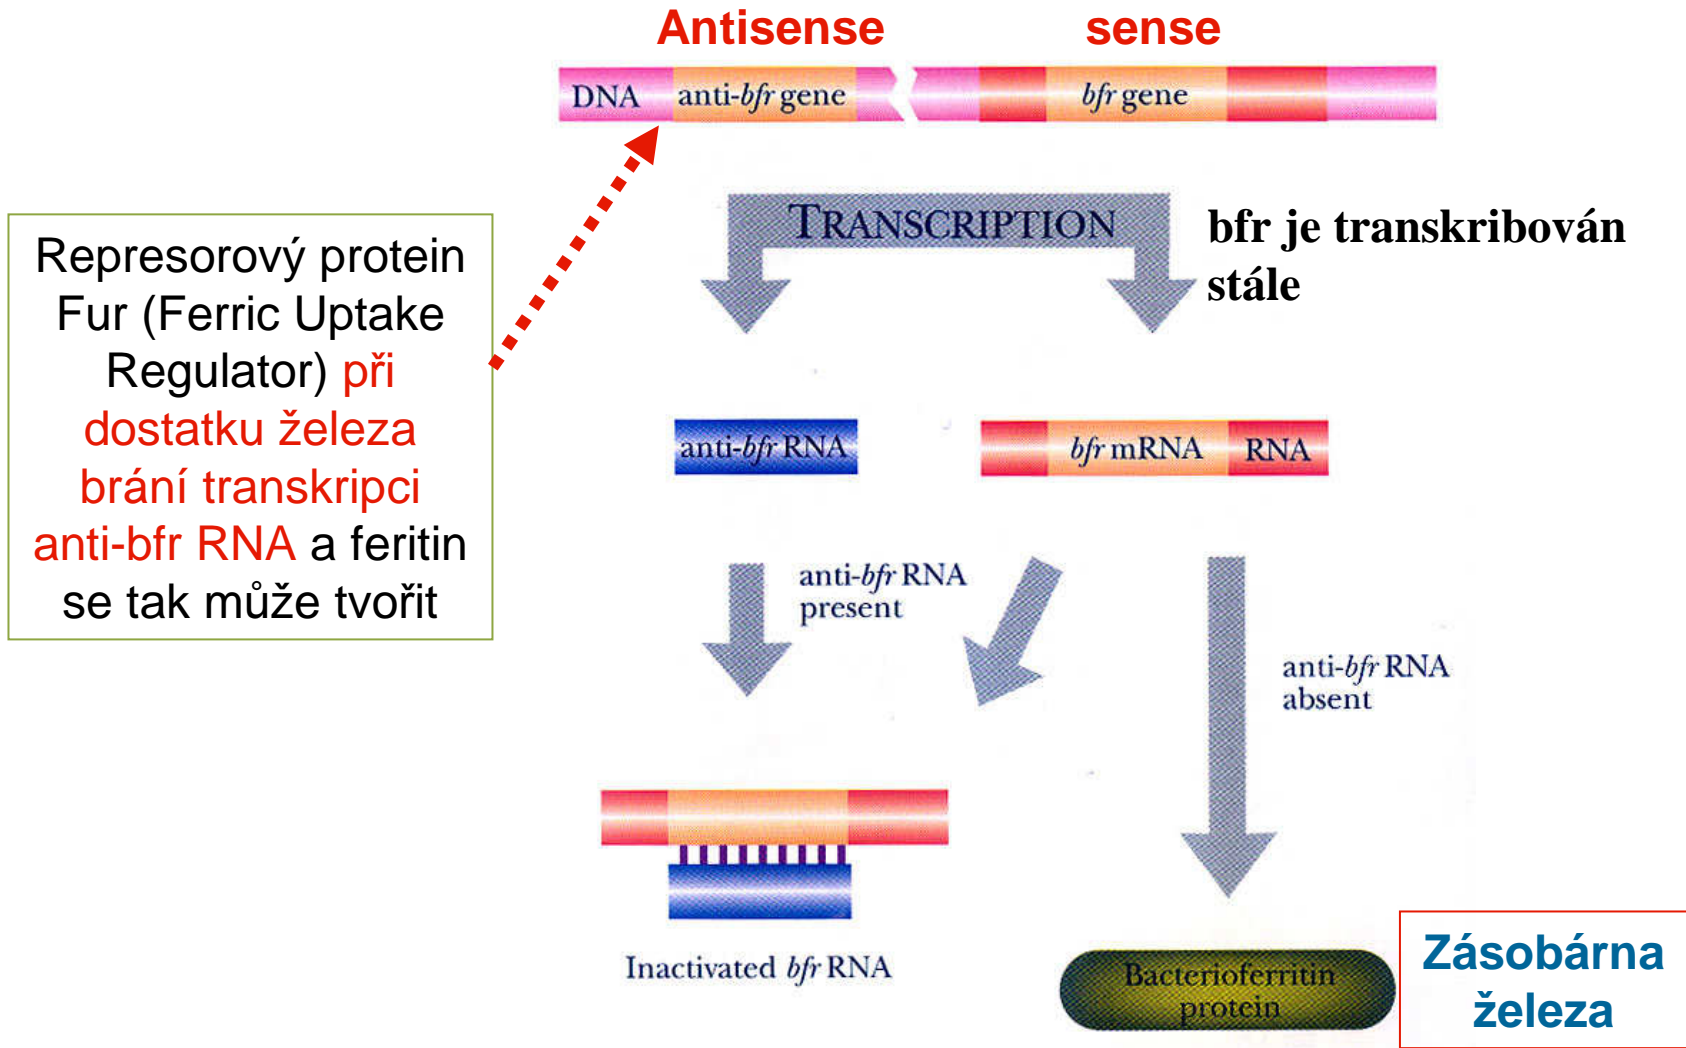 Antisense
sense
DNA
anti-bfr gene
bfr gene
TRANSCRIPTION
bfr je transkribován
stále
Represorový protein
Fur (Ferric Uptake
Regulator) při
dostatku železa
brání transkripci
anti-bfr RNA a feritin
se tak může tvořit
anti-bfr RNA
bfr mRNA
RNA
anti-bfr RNA
present
anti-bfr RNA
absent
Inactivated bfr RNA
Bacterioferritin
protein
Zásobárna
železa